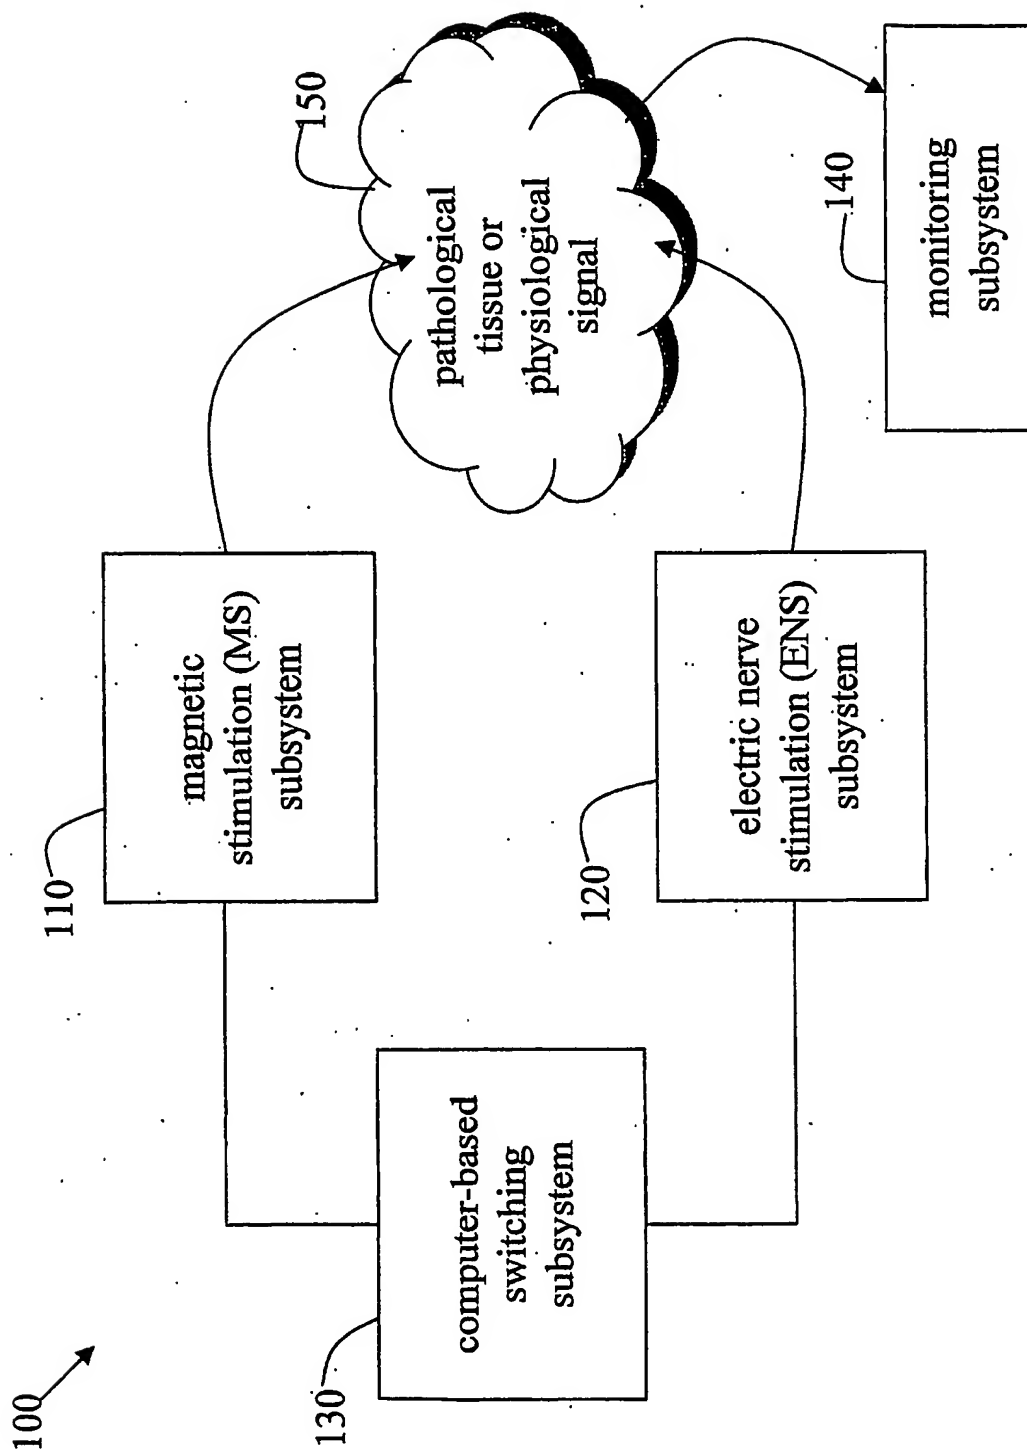 100
130
computer-based
switching
subsystem
110
magnetic
stimulation (MS)
subsystem
120
electric nerve
stimulation (ENS)
subsystem
150
pathological
tissue or
physiological
signal
140
monitoring
subsystem